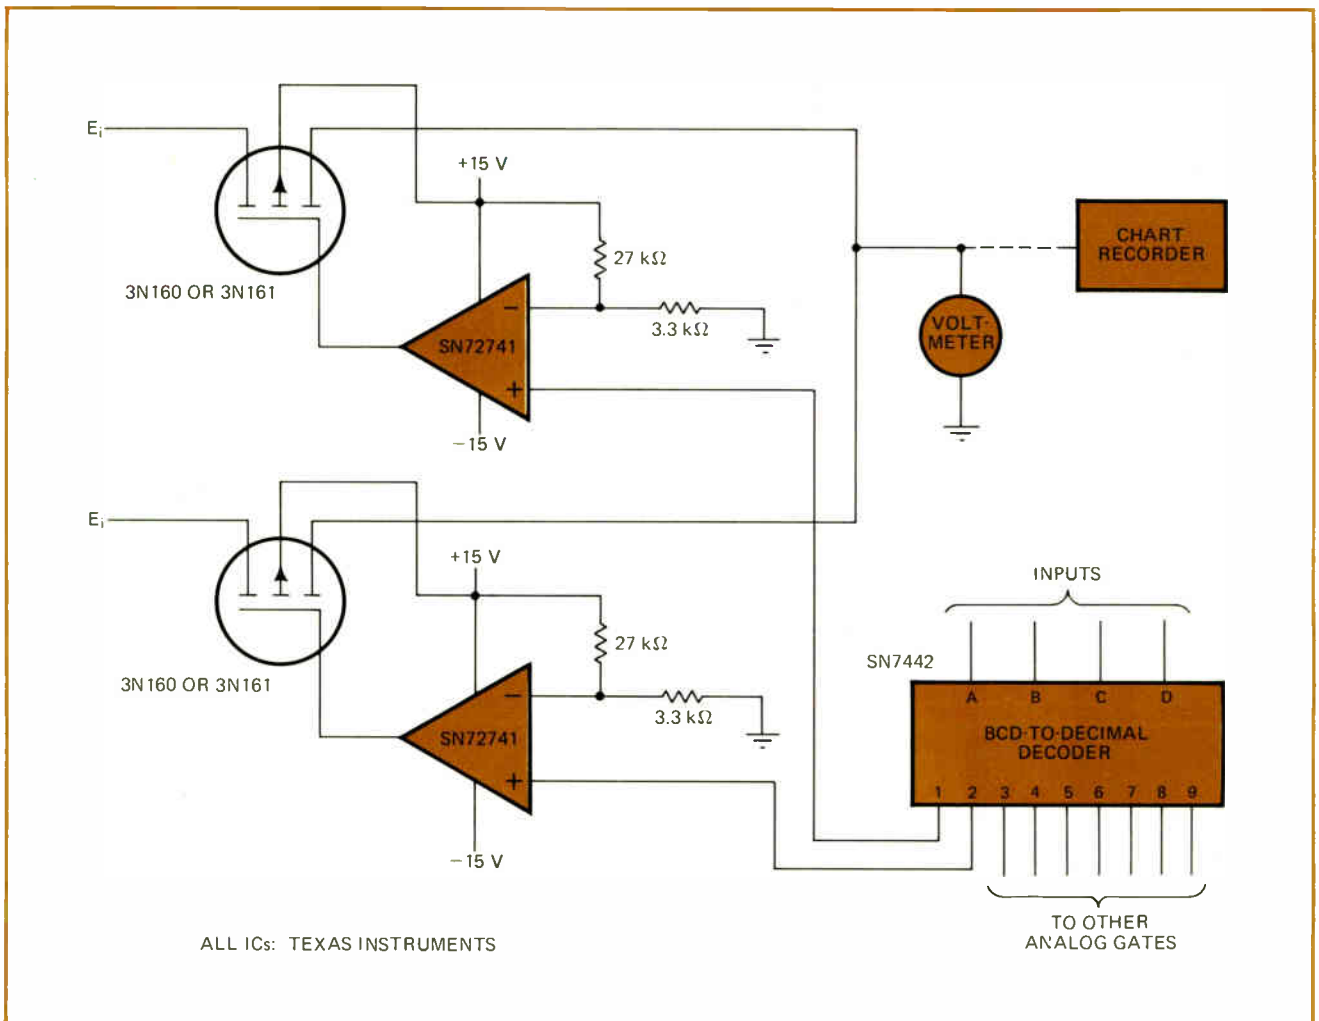 Ei
+15 V
27 kΩ
3N160 OR 3N161
−
3.3 kΩ
SN72741
+
−15 V
CHART
RECORDER
VOLT-
METER
Ei
+15 V
27 kΩ
3N160 OR 3N161
−
3.3 kΩ
SN72741
+
−15 V
INPUTS
SN7442
A B C D
BCD-TO-DECIMAL
DECODER
1 2 3 4 5 6 7 8 9
TO OTHER
ANALOG GATES
ALL ICs: TEXAS INSTRUMENTS